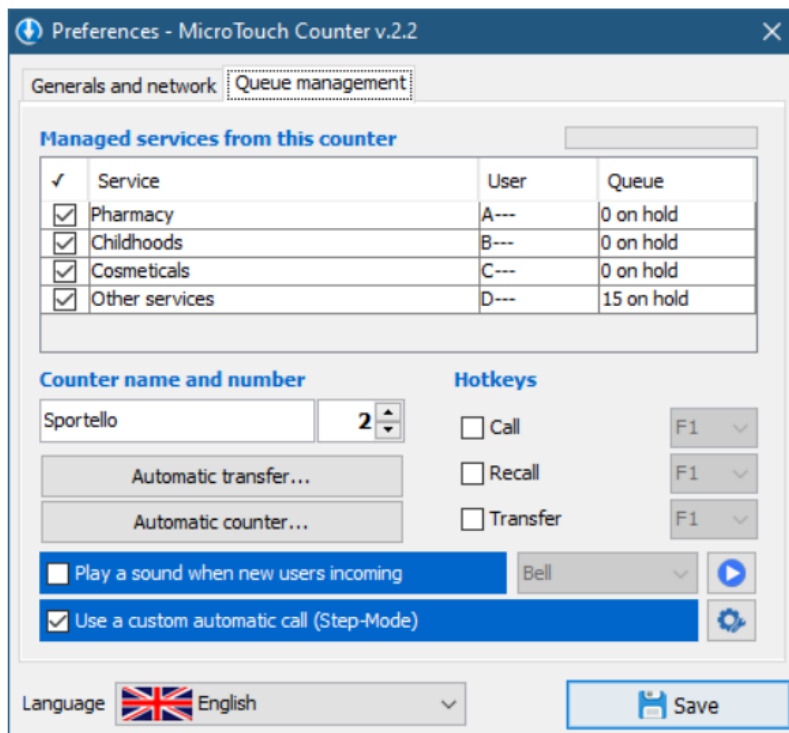 Preferences - MicroTouch Counter v.2.2
Generals and network Queue management
Managed services from this counter
✓ Service User Queue
Pharmacy A--- 0 on hold
Childhoods B--- 0 on hold
Cosmeticals C--- 0 on hold
Other services D--- 15 on hold
Counter name and number
Sportello 2
Automatic transfer...
Automatic counter...
Hotkeys
Call F1
Recall F1
Transfer F1
Play a sound when new users incoming Bell
Use a custom automatic call (Step-Mode)
Language English Save